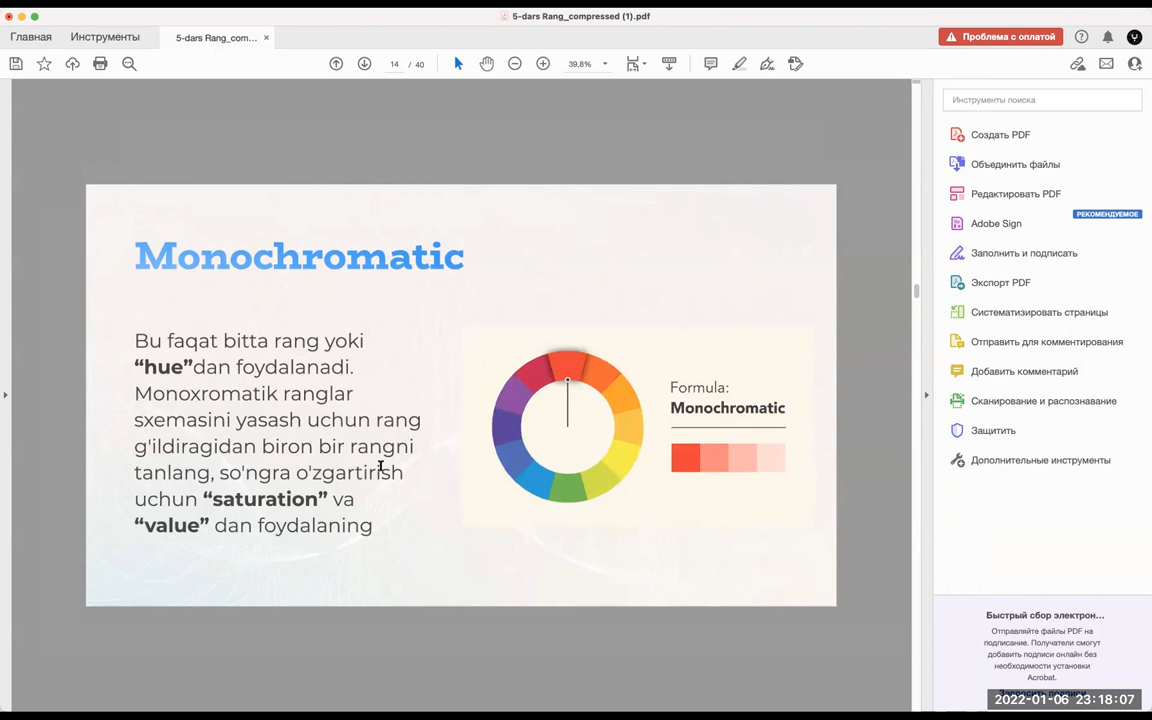 5-dars Rang_compressed (1).pdf
Главная Инструменты 5-dars Rang_com... × Проблема с оплатой
14 / 40 39,8%
Инструменты поиска
Создать PDF
Объединить файлы
Редактировать PDF
РЕКОМЕНДУЕМОЕ
Adobe Sign
Заполнить и подписать
Экспорт PDF
Систематизировать страницы
Отправить для комментирования
Добавить комментарий
Сканирование и распознавание
Защитить
Дополнительные инструменты
Monochromatic
Bu faqat bitta rang yoki
“hue”dan foydalanadi.
Monoxromatik ranglar
sxemasini yasash uchun rang
g'ildiragidan biron bir rangni
tanlang, so'ngra o'zgartirish
uchun “saturation” va
“value” dan foydalaning
Formula:
Monochromatic
Быстрый сбор электрон...
Отправляйте файлы PDF на
подписание. Получатели смогут
добавить подписи онлайн без
необходимости установки
Acrobat.
2022-01-06 23:18:07